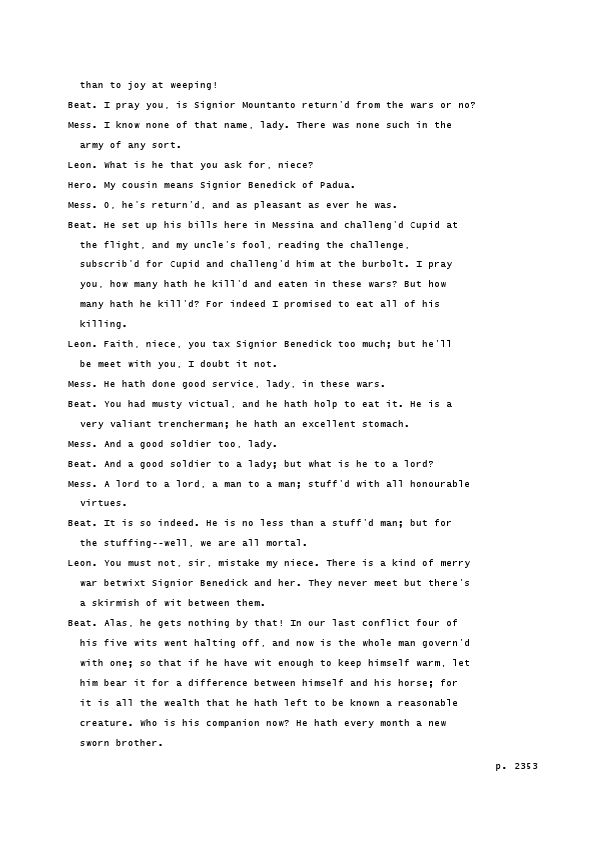 than to joy at weeping!
Beat. I pray you, is Signior Mountanto return'd from the wars or no?
Mess. I know none of that name, lady. There was none such in the
army of any sort.
Leon. What is he that you ask for, niece?
Hero. My cousin means Signior Benedick of Padua.
Mess. O, he's return'd, and as pleasant as ever he was.
Beat. He set up his bills here in Messina and challeng'd Cupid at
the flight, and my uncle's fool, reading the challenge,
subscrib'd for Cupid and challeng'd him at the burbolt. I pray
you, how many hath he kill'd and eaten in these wars? But how
many hath he kill'd? For indeed I promised to eat all of his
killing.
Leon. Faith, niece, you tax Signior Benedick too much; but he'll
be meet with you, I doubt it not.
Mess. He hath done good service, lady, in these wars.
Beat. You had musty victual, and he hath holp to eat it. He is a
very valiant trencherman; he hath an excellent stomach.
Mess. And a good soldier too, lady.
Beat. And a good soldier to a lady; but what is he to a lord?
Mess. A lord to a lord, a man to a man; stuff'd with all honourable
virtues.
Beat. It is so indeed. He is no less than a stuff'd man; but for
the stuffing--well, we are all mortal.
Leon. You must not, sir, mistake my niece. There is a kind of merry
war betwixt Signior Benedick and her. They never meet but there's
a skirmish of wit between them.
Beat. Alas, he gets nothing by that! In our last conflict four of
his five wits went halting off, and now is the whole man govern'd
with one; so that if he have wit enough to keep himself warm, let
him bear it for a difference between himself and his horse; for
it is all the wealth that he hath left to be known a reasonable
creature. Who is his companion now? He hath every month a new
sworn brother.
p. 2353